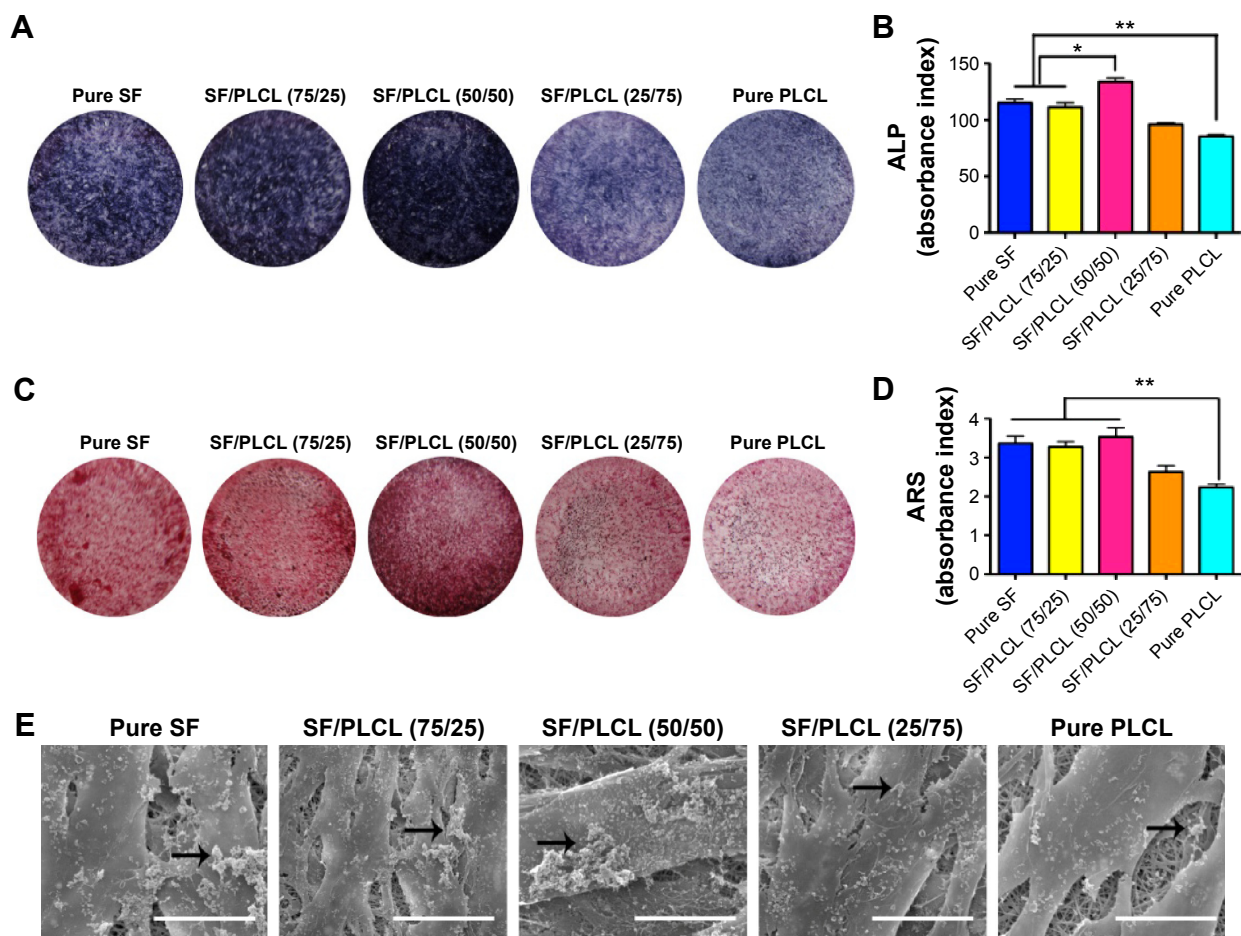 A
Pure SF SF/PLCL (75/25) SF/PLCL (50/50) SF/PLCL (25/75) Pure PLCL
B
ALP
(absorbance index)
150
100
50
0
*
**
Pure SF
SF/PLCL (75/25)
SF/PLCL (50/50)
SF/PLCL (25/75)
Pure PLCL
C
Pure SF SF/PLCL (75/25) SF/PLCL (50/50) SF/PLCL (25/75) Pure PLCL
D
ARS
(absorbance index)
4
3
2
1
0
**
Pure SF
SF/PLCL (75/25)
SF/PLCL (50/50)
SF/PLCL (25/75)
Pure PLCL
E
Pure SF SF/PLCL (75/25) SF/PLCL (50/50) SF/PLCL (25/75) Pure PLCL